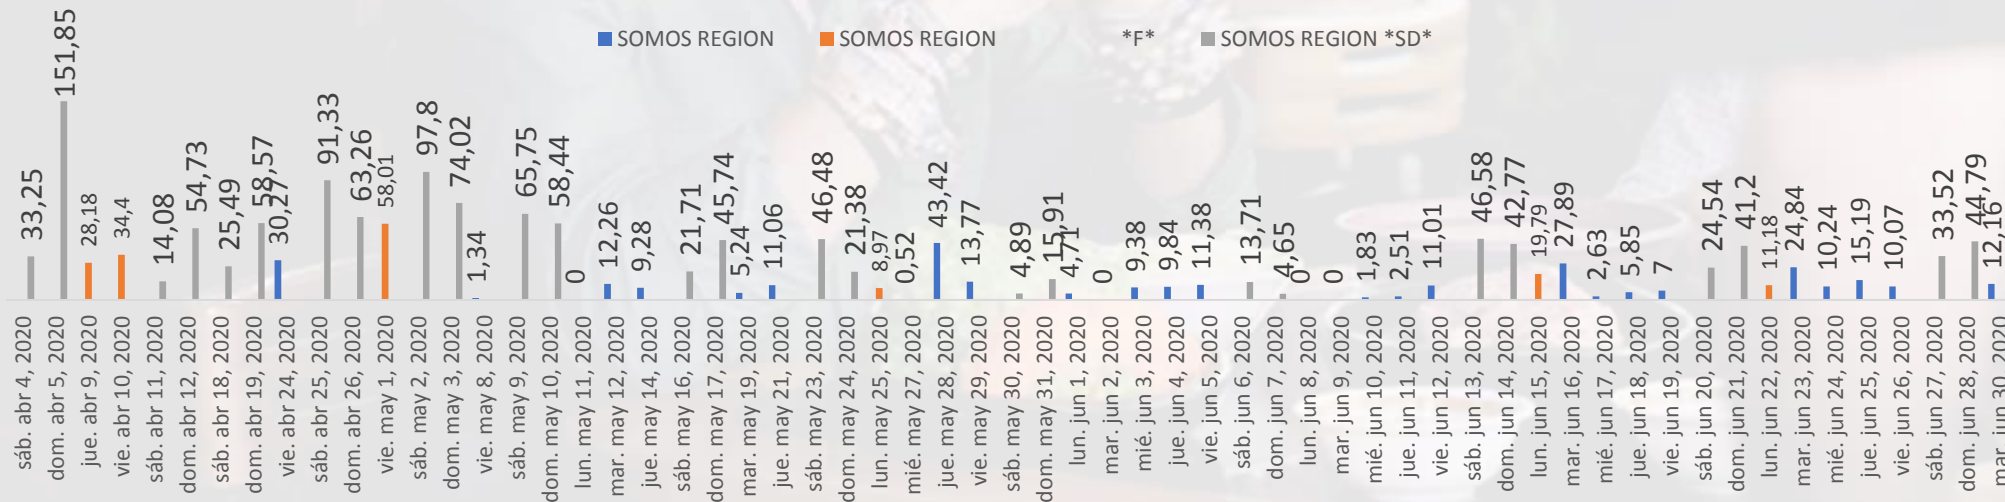 SOMOS REGION
SOMOS REGION *F*
SOMOS REGION *SD*
33,25
151,85
28,18
34,4
14,08
54,73
25,49
58,57
30,27
91,33
63,26
58,01
97,8
74,02
1,34
65,75
58,44
0
12,26
9,28
21,71
45,74
5,24
11,06
46,48
21,38
8,97
0,52
43,42
13,77
4,89
15,91
4,71
0
9,38
9,84
11,38
13,71
4,65
0
0
1,83
2,51
11,01
46,58
42,77
19,79
27,89
2,63
5,85
7
24,54
41,2
11,18
24,84
10,24
15,19
10,07
33,52
44,79
12,16
sáb. abr 4, 2020
dom. abr 5, 2020
jue. abr 9, 2020
vie. abr 10, 2020
sáb. abr 11, 2020
dom. abr 12, 2020
sáb. abr 18, 2020
dom. abr 19, 2020
vie. abr 24, 2020
sáb. abr 25, 2020
dom. abr 26, 2020
vie. may 1, 2020
sáb. may 2, 2020
dom. may 3, 2020
vie. may 8, 2020
sáb. may 9, 2020
dom. may 10, 2020
lun. may 11, 2020
mar. may 12, 2020
jue. may 14, 2020
sáb. may 16, 2020
dom. may 17, 2020
mar. may 19, 2020
jue. may 21, 2020
sáb. may 23, 2020
dom. may 24, 2020
lun. may 25, 2020
mié. may 27, 2020
jue. may 28, 2020
vie. may 29, 2020
sáb. may 30, 2020
dom. may 31, 2020
lun. jun 1, 2020
mar. jun 2, 2020
mié. jun 3, 2020
jue. jun 4, 2020
vie. jun 5, 2020
sáb. jun 6, 2020
dom. jun 7, 2020
lun. jun 8, 2020
mar. jun 9, 2020
mié. jun 10, 2020
jue. jun 11, 2020
vie. jun 12, 2020
sáb. jun 13, 2020
dom. jun 14, 2020
lun. jun 15, 2020
mar. jun 16, 2020
mié. jun 17, 2020
jue. jun 18, 2020
vie. jun 19, 2020
sáb. jun 20, 2020
dom. jun 21, 2020
lun. jun 22, 2020
mar. jun 23, 2020
mié. jun 24, 2020
jue. jun 25, 2020
vie. jun 26, 2020
sáb. jun 27, 2020
dom. jun 28, 2020
mar. jun 30, 2020